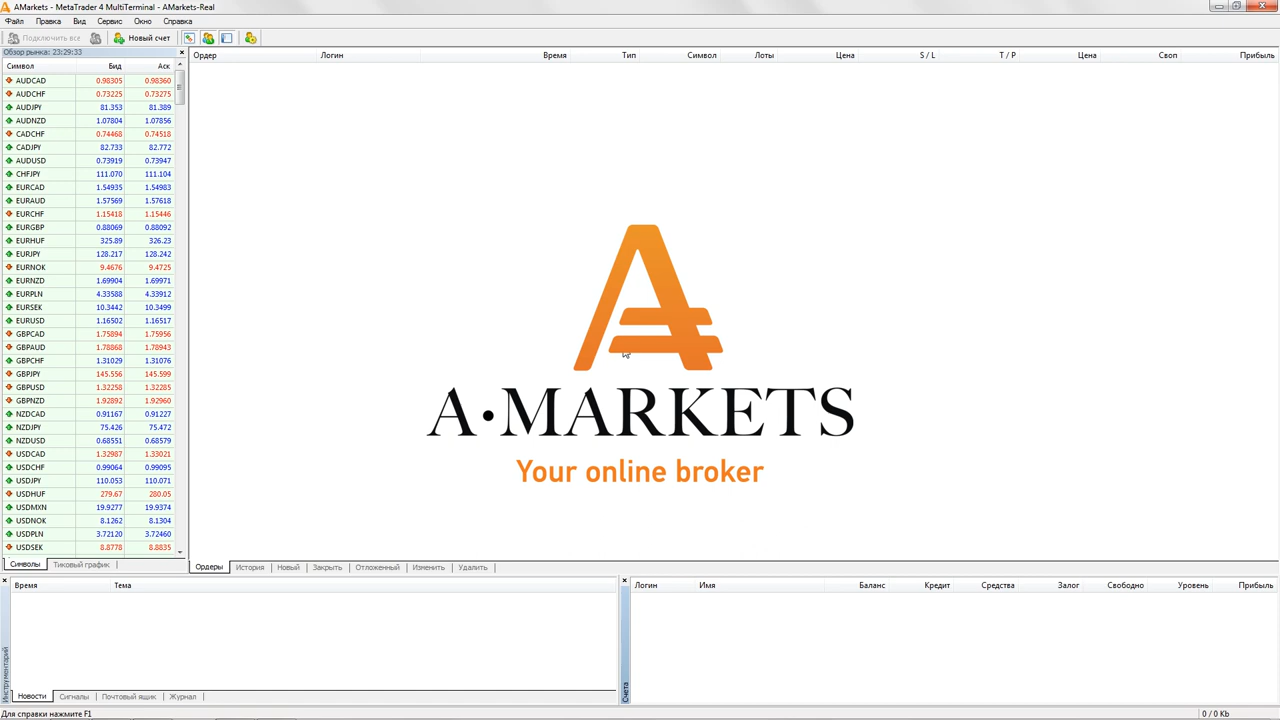 AMarkets - MetaTrader 4 MultiTerminal - AMarkets-Real
Файл Правка Вид Сервис Окно Справка
Подключить все Новый счет
Обзор рынка: 23:29:33
Символ Бид Аск
AUDCAD 0.98305 0.98360
AUDCHF 0.73225 0.73275
AUDJPY 81.353 81.389
AUDNZD 1.07804 1.07856
CADCHF 0.74468 0.74518
CADJPY 82.733 82.772
AUDUSD 0.73919 0.73947
CHFJPY 111.070 111.104
EURCAD 1.54935 1.54983
EURAUD 1.57569 1.57618
EURCHF 1.15418 1.15446
EURGBP 0.88069 0.88092
EURHUF 325.89 326.23
EURJPY 128.217 128.242
EURNOK 9.4676 9.4725
EURNZD 1.69904 1.69971
EURPLN 4.33588 4.33912
EURSEK 10.3442 10.3499
EURUSD 1.16502 1.16517
GBPCAD 1.75894 1.75956
GBPAUD 1.78868 1.78943
GBPCHF 1.31029 1.31076
GBPJPY 145.556 145.599
GBPUSD 1.32258 1.32285
GBPNZD 1.92892 1.92960
NZDCAD 0.91167 0.91227
NZDJPY 75.426 75.472
NZDUSD 0.68551 0.68579
USDCAD 1.32987 1.33021
USDCHF 0.99064 0.99095
USDJPY 110.053 110.071
USDHUF 279.67 280.05
USDMXN 19.9277 19.9374
USDNOK 8.1262 8.1304
USDPLN 3.72120 3.72460
USDSEK 8.8778 8.8835
Символы Тиковый график
Ордер Логин Время Тип Символ Лоты Цена S / L T / P Цена Своп Прибыль
A·MARKETS
Your online broker
Ордеры История Новый Закрыть Отложенный Изменить Удалить
Время Тема
Инструментарий
Новости Сигналы Почтовый ящик Журнал
Логин Имя Баланс Кредит Средства Залог Свободно Уровень Прибыль
Счета
Для справки нажмите F1
0 / 0 Kb